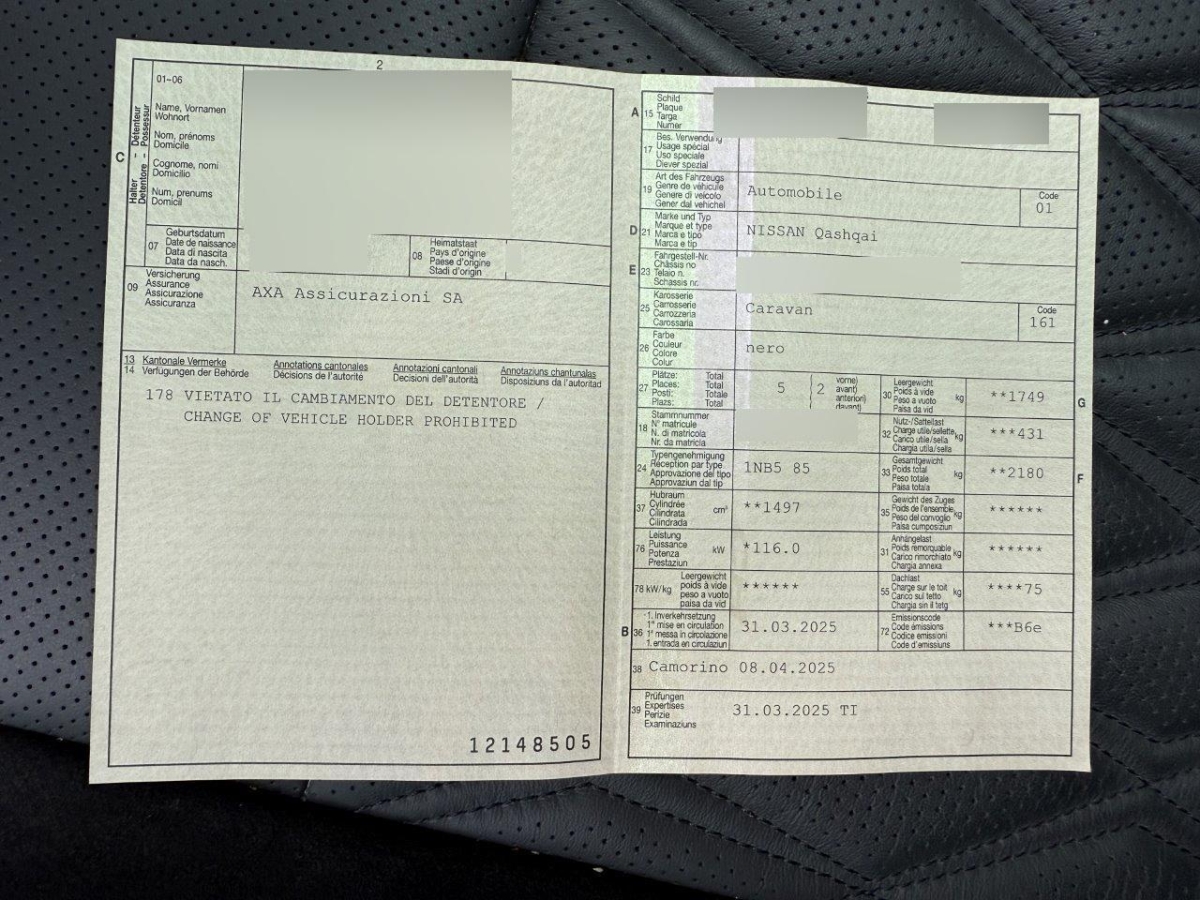 2
C
Halter - Détenteur
Detentore - Possessur
01-06
Name, Vornamen
Wohnort
Nom, prénoms
Domicile
Cognome, nomi
Domicilio
Num, prenums
Domicil
07
Geburtsdatum
Date de naissance
Data di nascita
Data da nasch.
08
Heimatstaat
Pays d'origine
Paese d'origine
Stadi d'origin
09
Versicherung
Assurance
Assicurazione
Assicuranza
AXA Assicurazioni SA
13 Kantonale Vermerke Annotations cantonales Annotazioni cantonali Annotaziuns chantunalas
14 Verfügungen der Behörde Décisions de l'autorité Decisioni dell'autorità Disposiziuns da l'autoritad
178 VIETATO IL CAMBIAMENTO DEL DETENTORE /
CHANGE OF VEHICLE HOLDER PROHIBITED
12148505
A 15
Schild
Plaque
Targa
Numer
17
Bes. Verwendung
Usage spécial
Uso speciale
Diever spezial
19
Art des Fahrzeugs
Genre de véhicule
Genere di veicolo
Gener dal vehichel
Automobile
Code
01
D 21
Marke und Typ
Marque et type
Marca e tipo
Marca e tip
NISSAN Qashqai
E 23
Fahrgestell-Nr.
Châssis no
Telaio n.
Schassis nr.
25
Karosserie
Carrosserie
Carrozzeria
Carossaria
Caravan
Code
161
26
Farbe
Couleur
Colore
Colur
nero
27
Plätze: Total
Places: Total
Posti: Totale
Plazs: Total
5
2
vorne)
avant)
anteriori)
davant)
30
Leergewicht
Poids à vide
Peso a vuoto
Paisa da vid
kg
**1749
G
18
Stammnummer
N° matricule
N. di matricola
Nr. da matricla
32
Nutz-/Sattellast
Charge utile/sellette
Carico utile/sella
Chargia utila/sella
kg
***431
24
Typengenehmigung
Réception par type
Approvazione del tipo
Approvaziun dal tip
1NB5 85
33
Gesamtgewicht
Poids total
Peso totale
Paisa totala
kg
**2180
F
37
Hubraum
Cylindrée
Cilindrata
Cilindrada
cm³
**1497
35
Gewicht des Zuges
Poids de l'ensemble
Peso del convoglio
Paisa cumposiziun
kg
******
76
Leistung
Puissance
Potenza
Prestaziun
kW
*116.0
31
Anhängelast
Poids remorquable
Carico rimorchiato
Chargia annexa
kg
******
78 kW/kg
Leergewicht
poids à vide
peso a vuoto
paisa da vid
******
55
Dachlast
Charge sur le toit
Carico sul tetto
Chargia sin il tetg
kg
****75
B 36
1. Inverkehrsetzung
1re mise en circulation
1a messa in circolazione
1. entrada en circulaziun
31.03.2025
72
Emissionscode
Code émissions
Codice emissioni
Code d'emissiuns
***B6e
38 Camorino 08.04.2025
39
Prüfungen
Expertises
Perizie
Examinaziuns
31.03.2025 TI